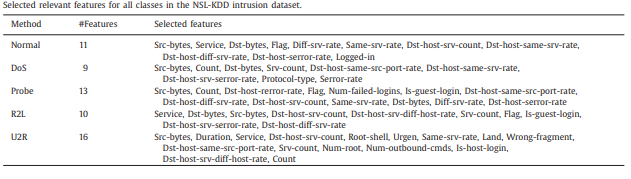 Selected relevant features for all classes in the NSL-KDD intrusion dataset.
Method #Features Selected features
Normal 11 Src-bytes, Service, Dst-bytes, Flag, Diff-srv-rate, Same-srv-rate, Dst-host-srv-count, Dst-host-same-srv-rate,
Dst-host-diff-srv-rate, Dst-host-serror-rate, Logged-in
DoS 9 Src-bytes, Count, Dst-bytes, Srv-count, Dst-host-same-src-port-rate, Dst-host-same-srv-rate,
Dst-host-srv-serror-rate, Protocol-type, Serror-rate
Probe 13 Src-bytes, Count, Dst-host-rerror-rate, Flag, Num-failed-logins, Is-guest-login, Dst-host-same-src-port-rate,
Dst-host-diff-srv-rate, Dst-host-srv-count, Same-srv-rate, Dst-bytes, Diff-srv-rate, Dst-host-serror-rate
R2L 10 Service, Dst-bytes, Src-bytes, Dst-host-srv-count, Dst-host-srv-diff-host-rate, Srv-count, Flag, Is-guest-login,
Dst-host-srv-serror-rate, Dst-host-diff-srv-rate
U2R 16 Src-bytes, Duration, Service, Dst-host-srv-count, Root-shell, Urgen, Same-srv-rate, Land, Wrong-fragment,
Dst-host-same-src-port-rate, Srv-count, Num-root, Num-outbound-cmds, Is-host-login,
Dst-host-srv-diff-host-rate, Count